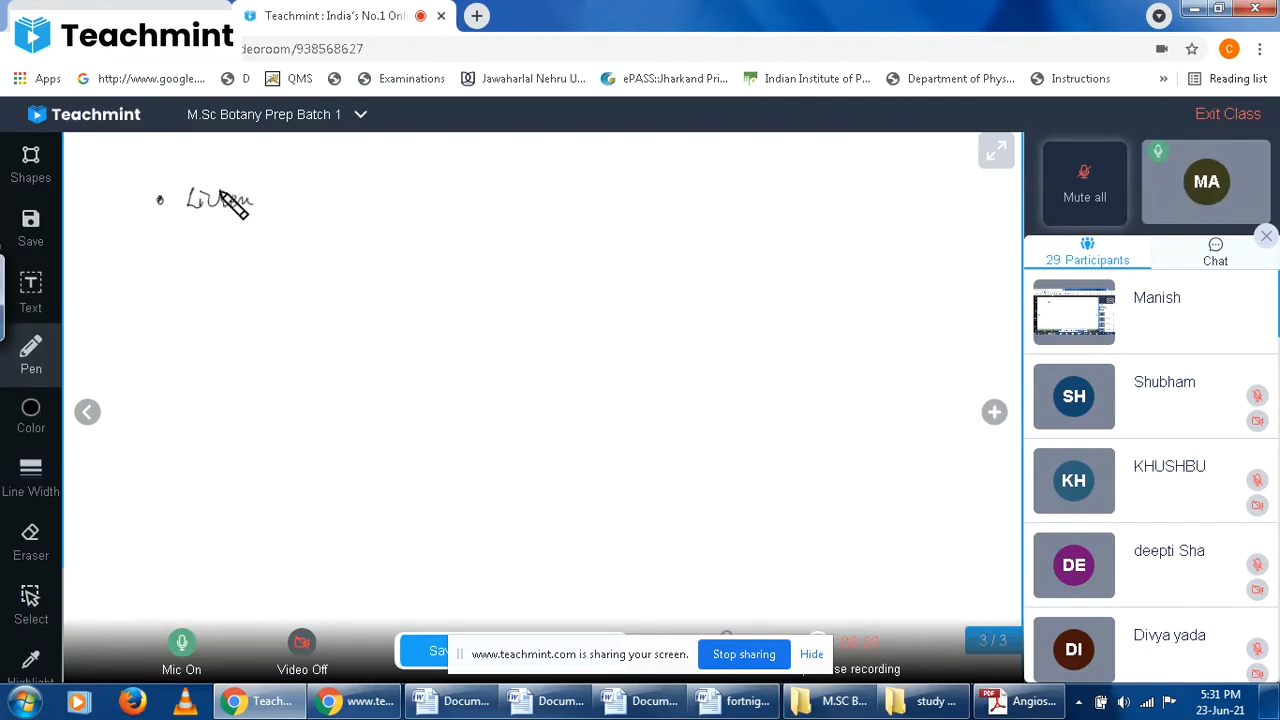 Teachmint : India's No.1 Onl
Teachmint
deoroom/938568627
C
Apps
http://www.google....
D
QMS
Examinations
Jawaharlal Nehru U...
ePASS::Jharkand Pri...
Indian Institute of P...
Department of Phys...
Instructions
»
Reading list
Teachmint
M.Sc Botany Prep Batch 1
Exit Class
Shapes
Save
Text
Pen
Color
Line Width
Eraser
Select
Highlight
Mute all
MA
29 Participants
Chat
Manish
SH
Shubham
KH
KHUSHBU
DE
deepti Sha
DI
Divya yada
Mic On
Video Off
Sav
www.teachmint.com is sharing your screen.
Stop sharing
Hide
se recording
3 / 3
Teach...
www.te...
Docum...
Docum...
Docum...
fortnig...
M.SC B...
study ...
Angios...
5:31 PM
23-Jun-21